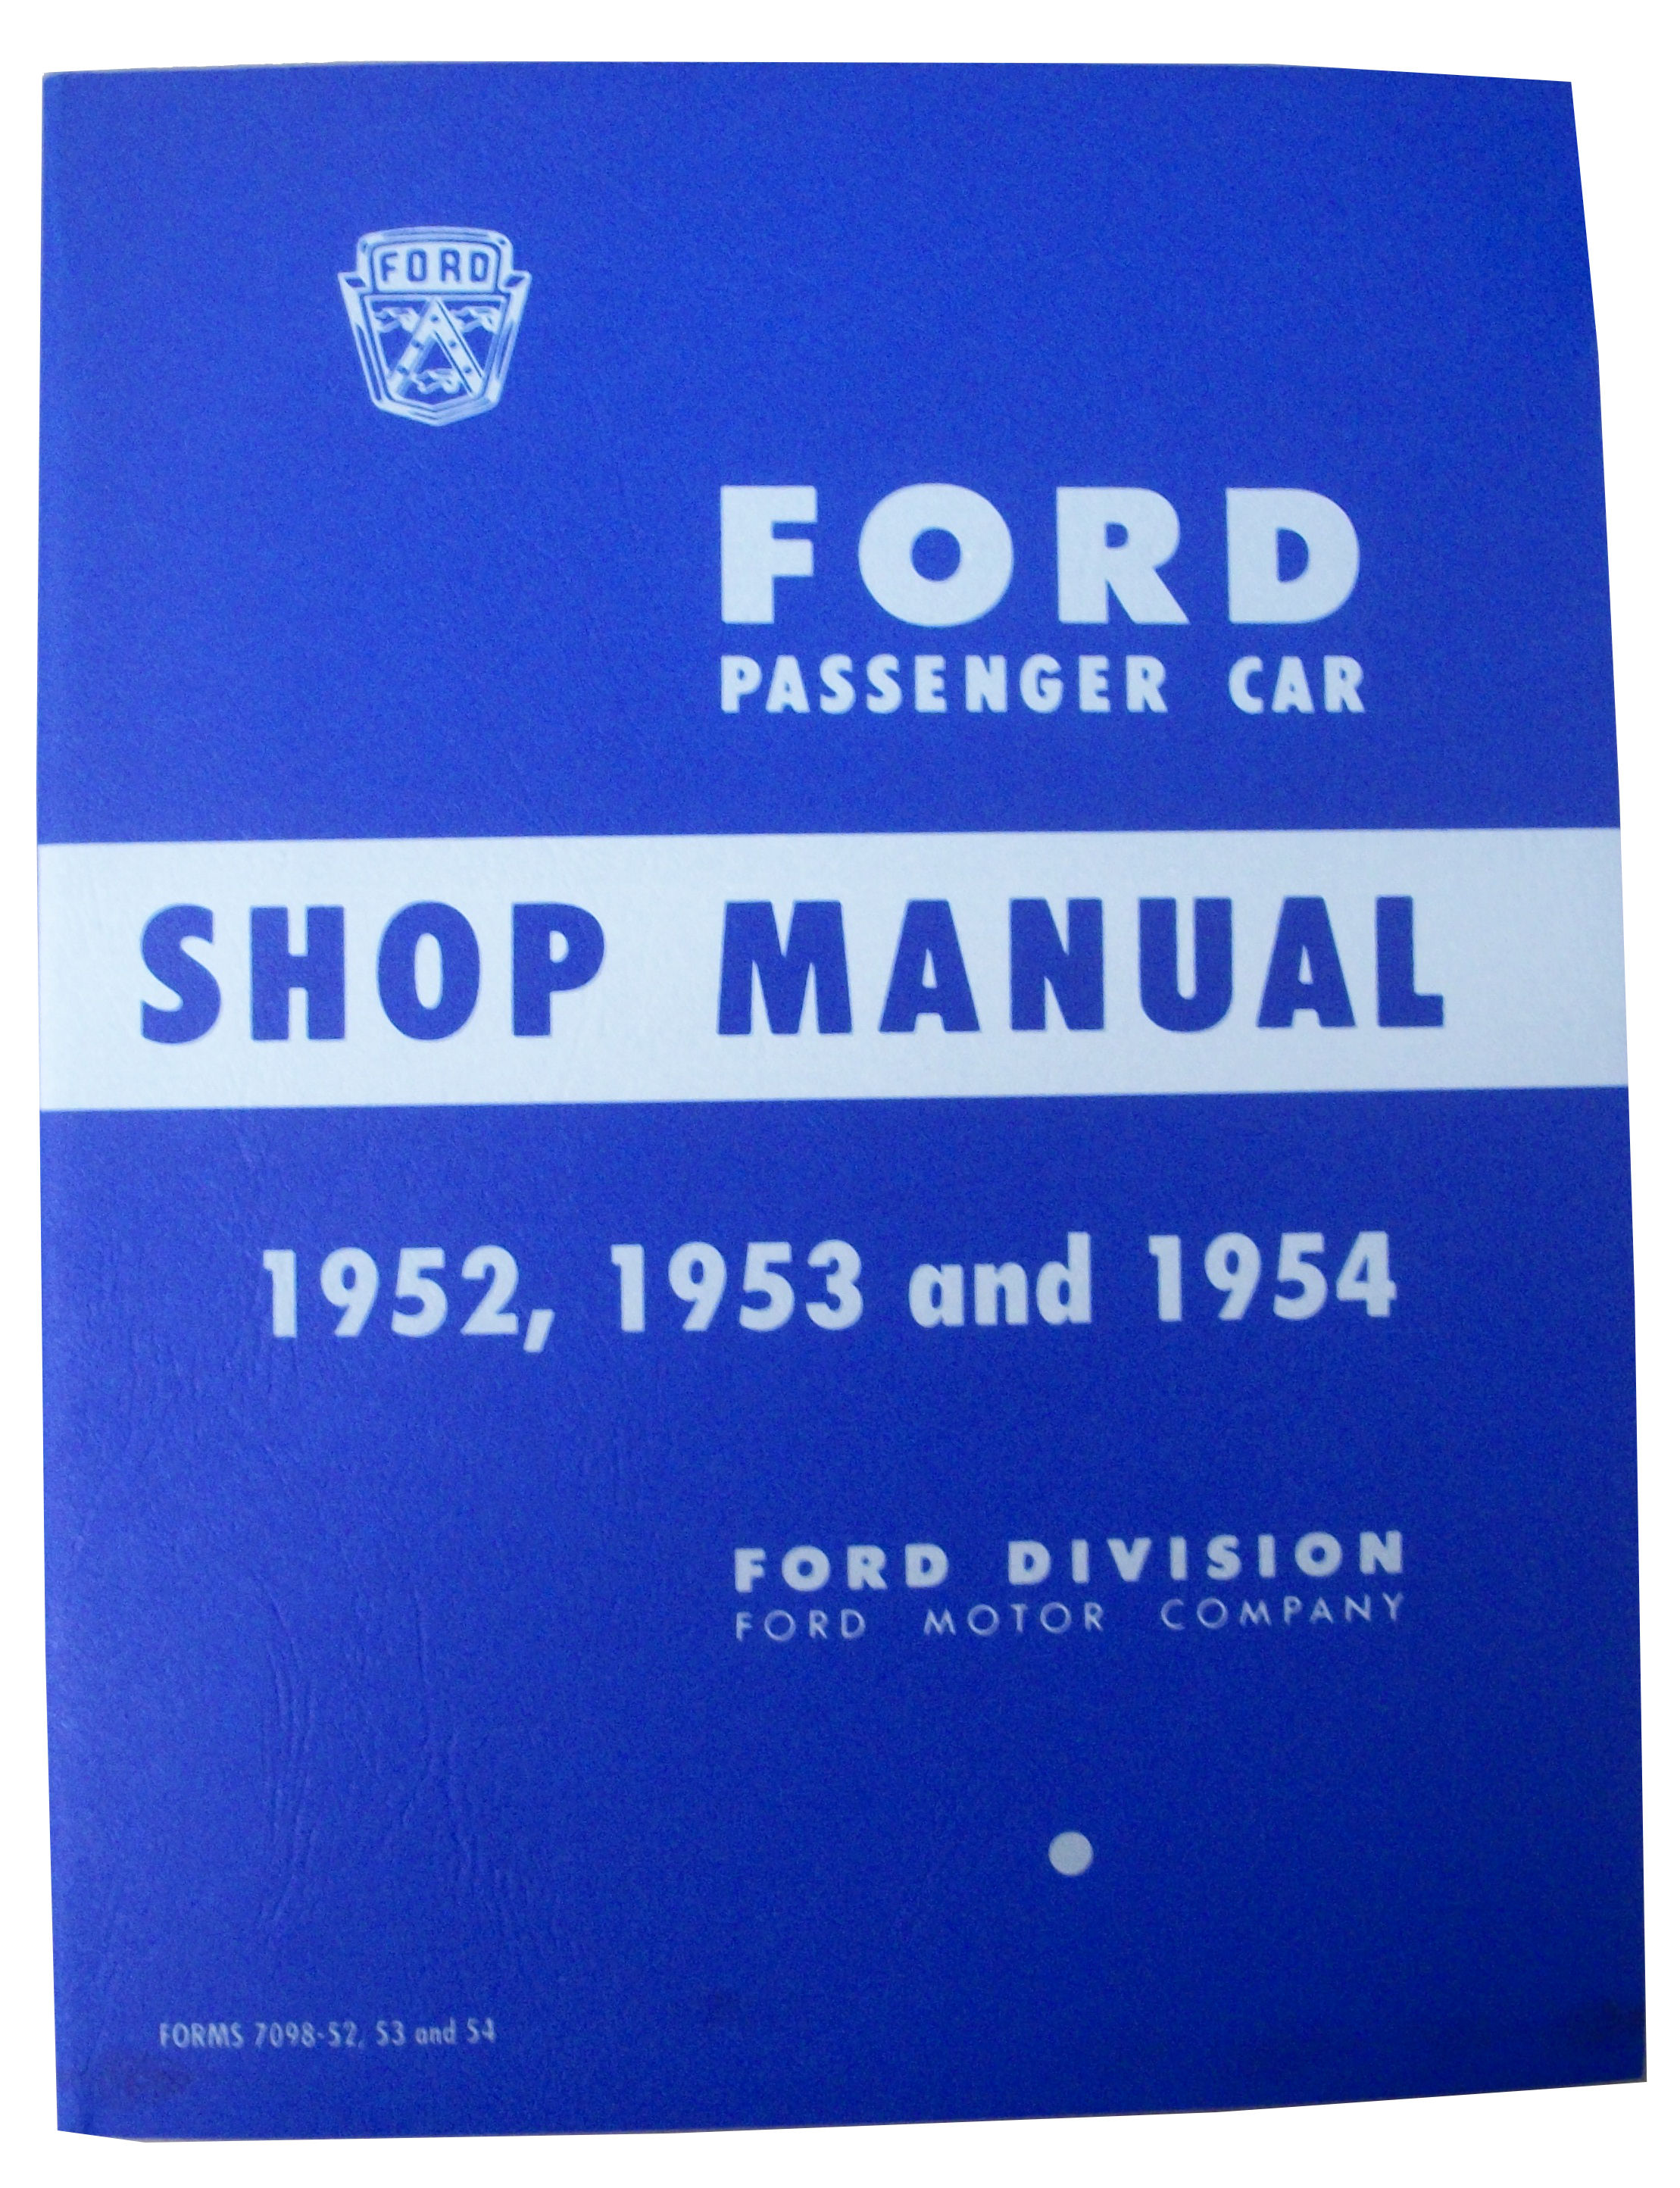 FORD
FORD
PASSENGER CAR
SHOP MANUAL
1952, 1953 and 1954
FORD DIVISION
FORD MOTOR COMPANY
FORMS 7098-52, 53 and 54